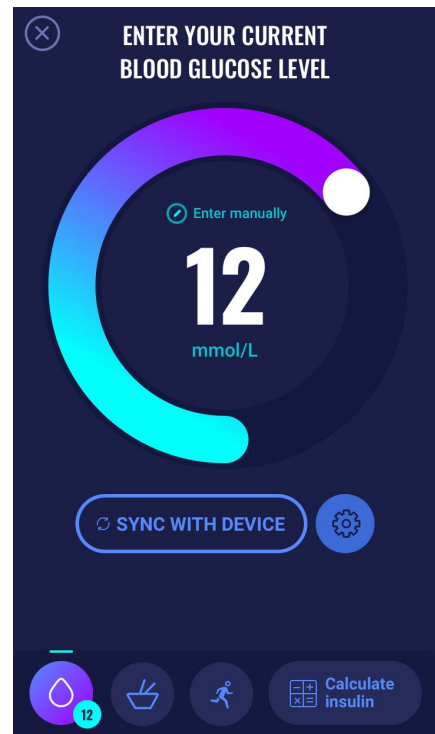 ENTER YOUR CURRENT
BLOOD GLUCOSE LEVEL
Enter manually
12
mmol/L
SYNC WITH DEVICE
12
Calculate
insulin